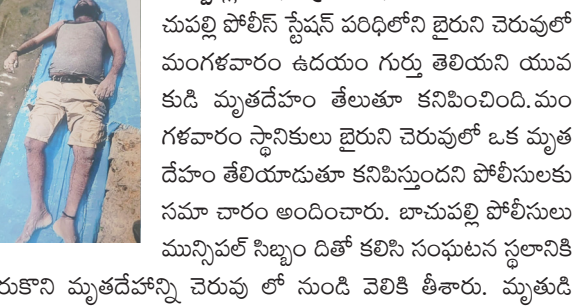 చుపల్లి పోలీస్ స్టేషన్ పరిధిలోని బైరుని చెరువులో
మంగళవారం ఉదయం గుర్తు తెలియని యువ
కుడి మృతదేహం తేలుతూ కనిపించింది.మం
గళవారం స్థానికులు బైరుని చెరువులో ఒక మృత
దేహం తేలియాడుతూ కనిపిస్తుందని పోలీసులకు
సమా చారం అందించారు. బాచుపల్లి పోలీసులు
మున్సిపల్ సిబ్బం దితో కలిసి సంఘటన స్థలానికి
రుకొని మృతదేహాన్ని చెరువు లో నుండి వెలికి తీశారు. మృతుడి